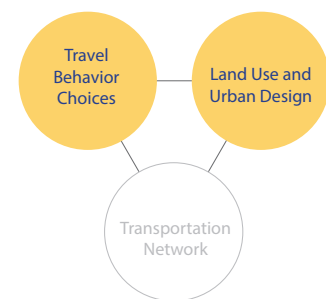 Travel
Behavior
Choices
Land Use and
Urban Design
Transportation
Network